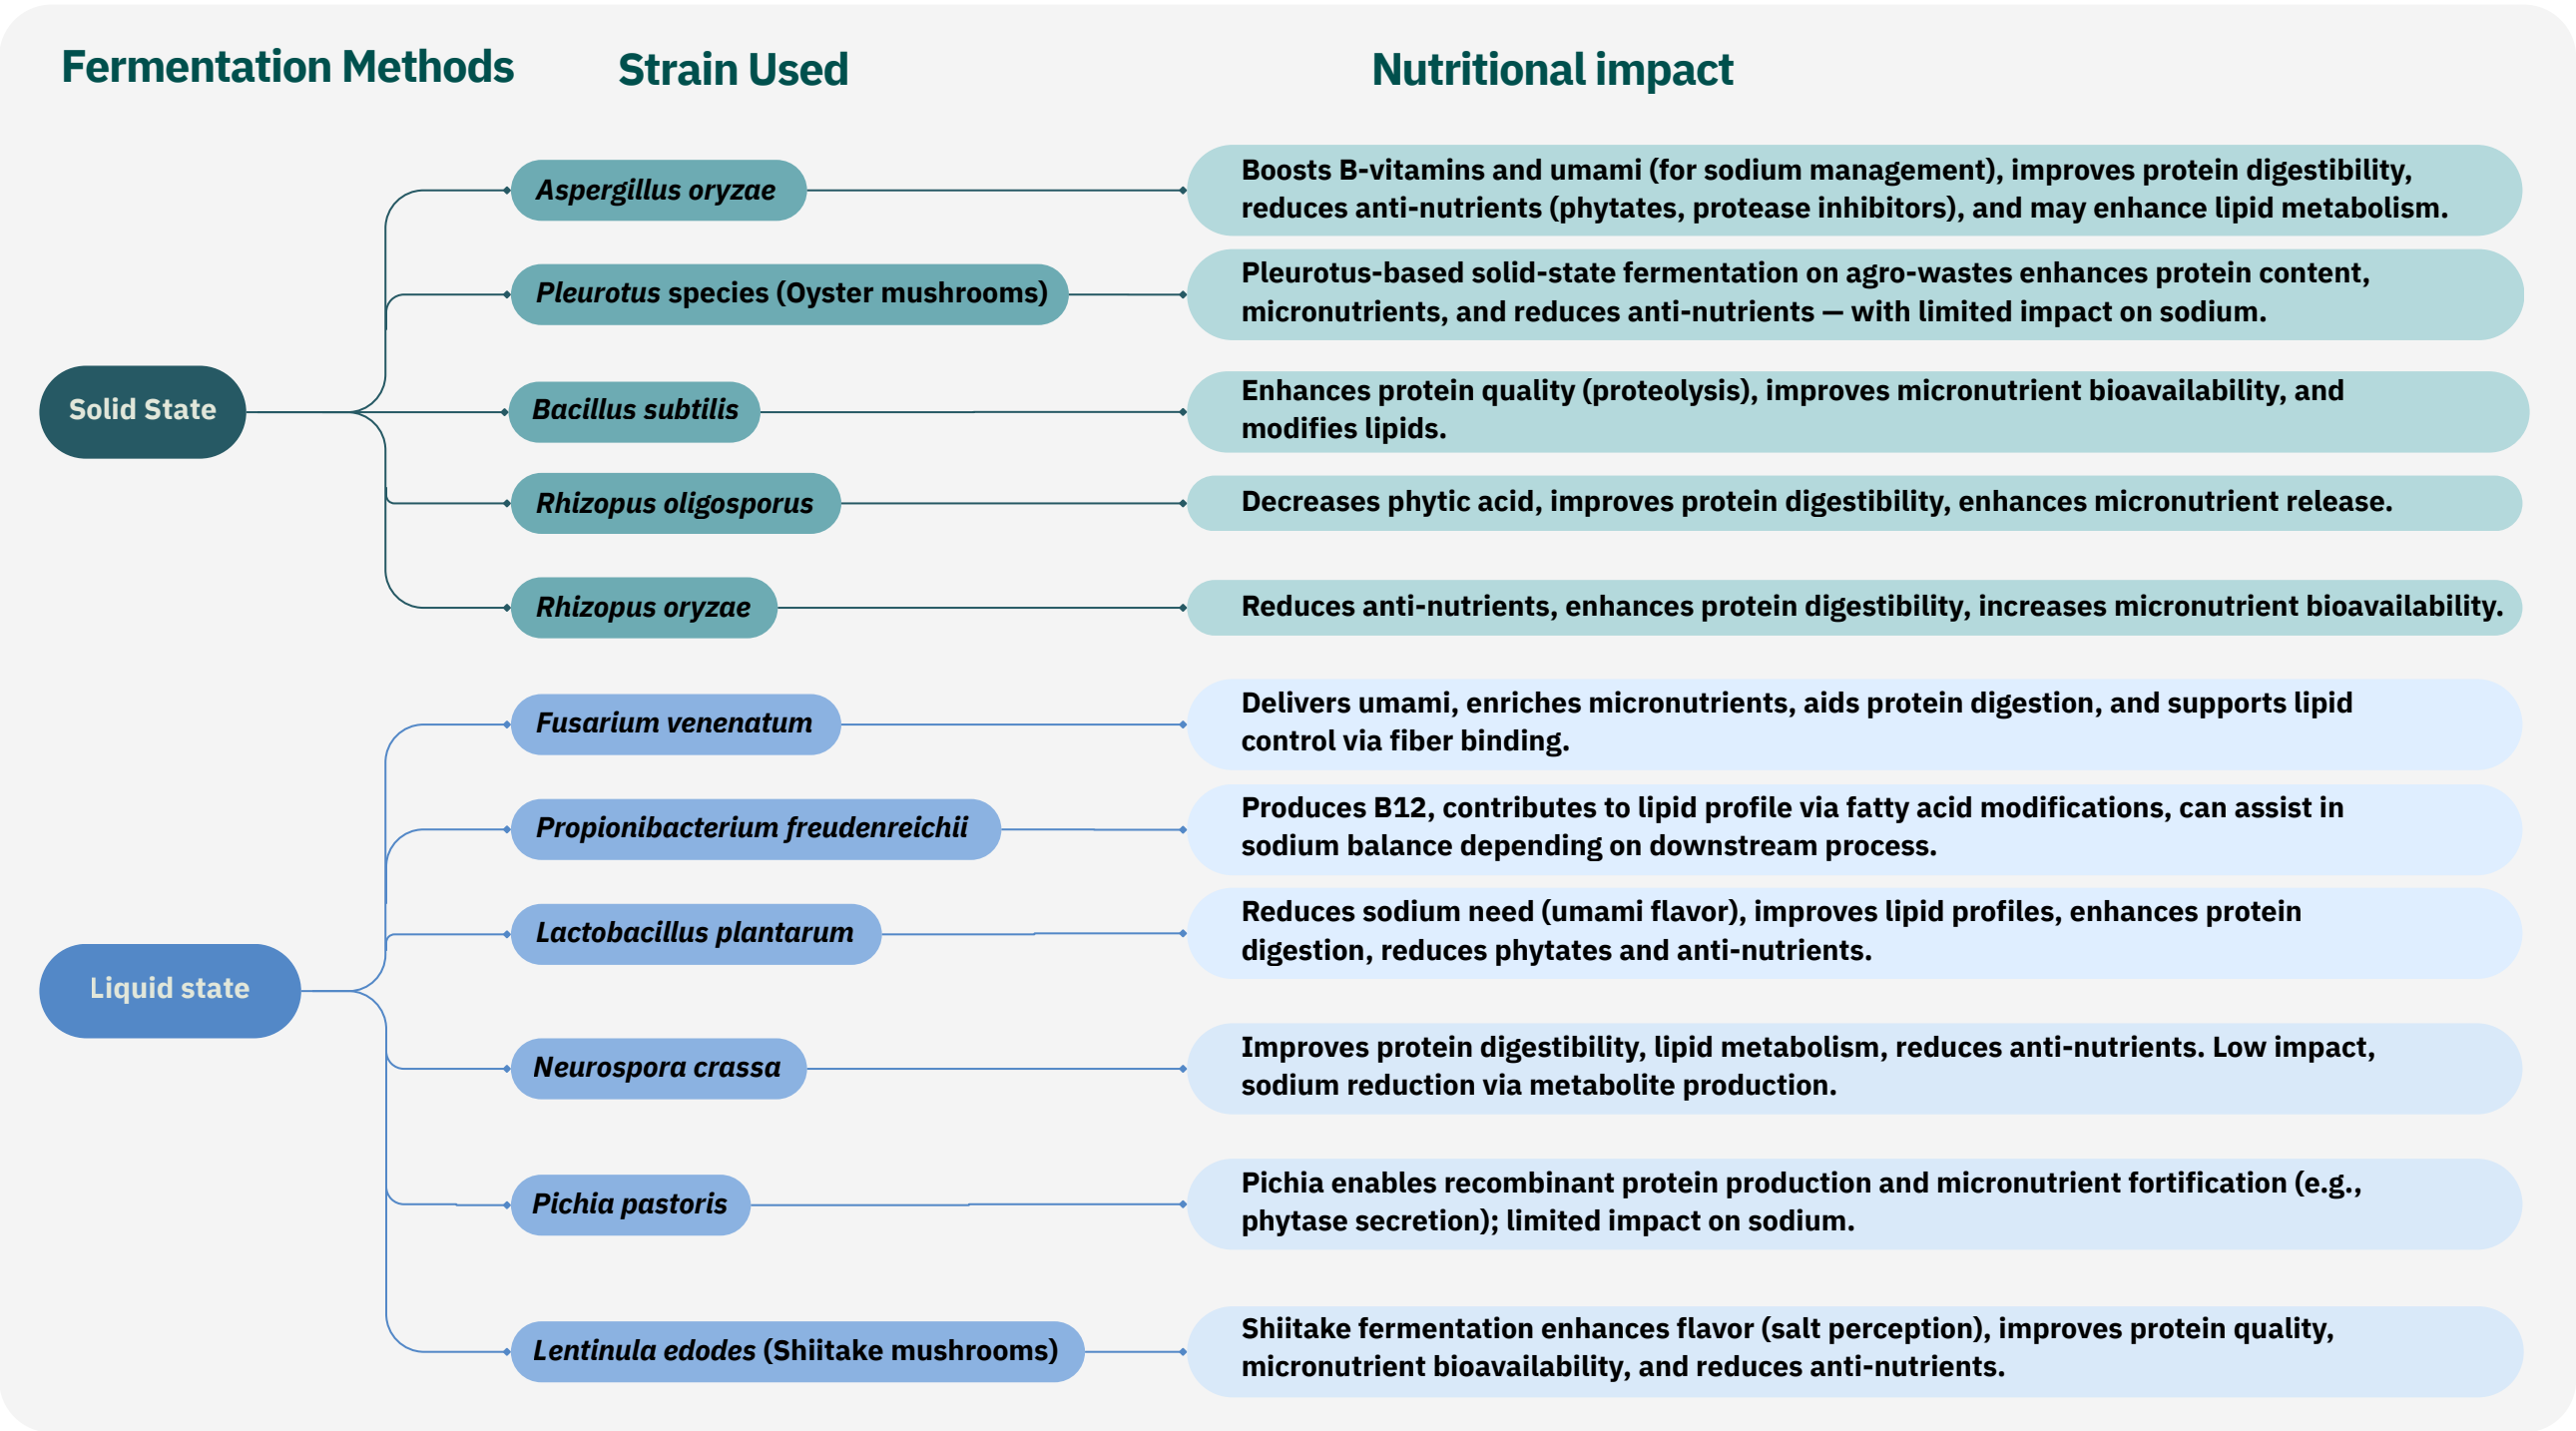 Fermentation Methods
Strain Used
Nutritional impact
Solid State
Aspergillus oryzae
Boosts B-vitamins and umami (for sodium management), improves protein digestibility,
reduces anti-nutrients (phytates, protease inhibitors), and may enhance lipid metabolism.
Pleurotus species (Oyster mushrooms)
Pleurotus-based solid-state fermentation on agro-wastes enhances protein content,
micronutrients, and reduces anti-nutrients — with limited impact on sodium.
Bacillus subtilis
Enhances protein quality (proteolysis), improves micronutrient bioavailability, and
modifies lipids.
Rhizopus oligosporus
Decreases phytic acid, improves protein digestibility, enhances micronutrient release.
Rhizopus oryzae
Reduces anti-nutrients, enhances protein digestibility, increases micronutrient bioavailability.
Liquid state
Fusarium venenatum
Delivers umami, enriches micronutrients, aids protein digestion, and supports lipid
control via fiber binding.
Propionibacterium freudenreichii
Produces B12, contributes to lipid profile via fatty acid modifications, can assist in
sodium balance depending on downstream process.
Lactobacillus plantarum
Reduces sodium need (umami flavor), improves lipid profiles, enhances protein
digestion, reduces phytates and anti-nutrients.
Neurospora crassa
Improves protein digestibility, lipid metabolism, reduces anti-nutrients. Low impact,
sodium reduction via metabolite production.
Pichia pastoris
Pichia enables recombinant protein production and micronutrient fortification (e.g.,
phytase secretion); limited impact on sodium.
Lentinula edodes (Shiitake mushrooms)
Shiitake fermentation enhances flavor (salt perception), improves protein quality,
micronutrient bioavailability, and reduces anti-nutrients.